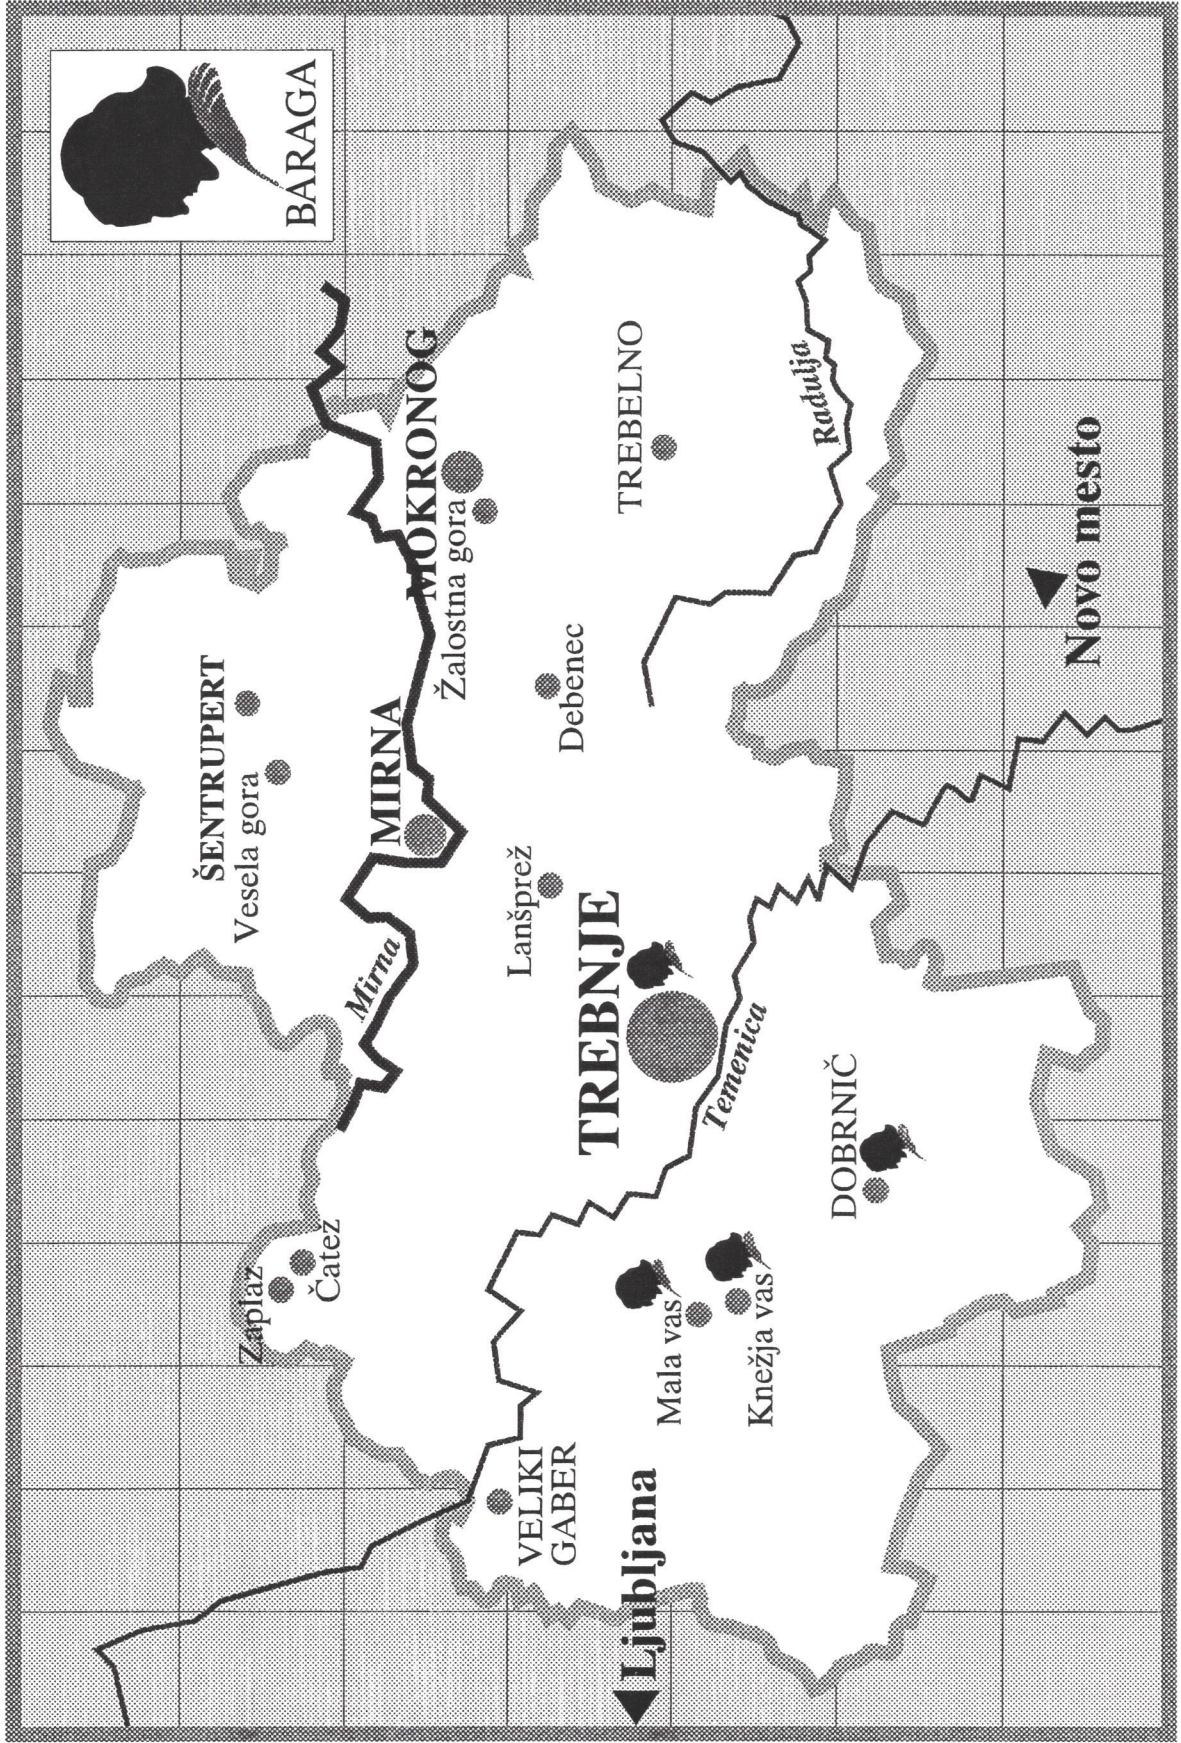 BARAGA
ŠENTRUPERT
Vesela gora
Zaplaz
Čatež
Mirna
MIRNA
MOKRONOG
Žalostna gora
Lanšprež
Debenec
TREBELNO
VELIKI
GABER
TREBNJE
Ljubljana
Mala vas
Knežja vas
Temenica
Radulja
DOBRNIČ
Novo mesto